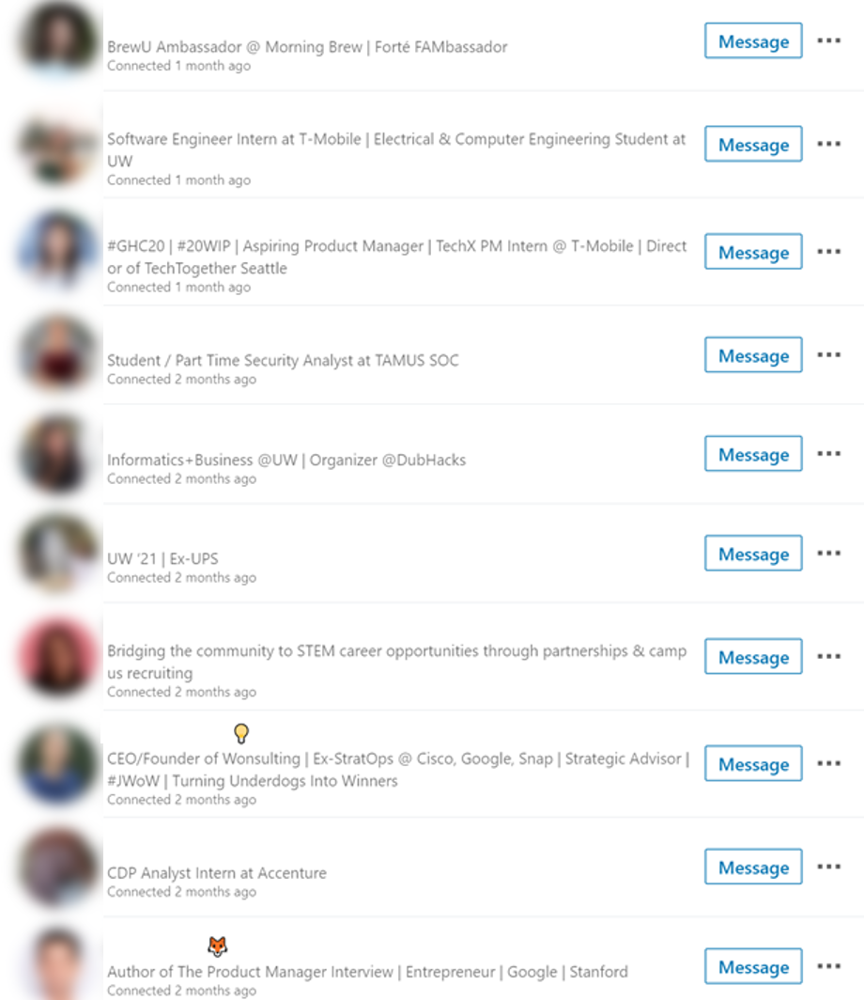 BrewU Ambassador @ Morning Brew | Forté FAMbassador
Message
Connected 1 month ago
Software Engineer Intern at T-Mobile | Electrical & Computer Engineering Student at
UW
Message
Connected 1 month ago
#GHC20 | #20WIP | Aspiring Product Manager | TechX PM Intern @ T-Mobile | Direct
or of TechTogether Seattle
Message
Connected 1 month ago
Student / Part Time Security Analyst at TAMUS SOC
Message
Connected 2 months ago
Informatics+Business @UW | Organizer @DubHacks
Message
Connected 2 months ago
UW '21 | Ex-UPS
Message
Connected 2 months ago
Bridging the community to STEM career opportunities through partnerships & camp
us recruiting
Message
Connected 2 months ago
CEO/Founder of Wonsulting | Ex-StratOps @ Cisco, Google, Snap | Strategic Advisor |
#JWoW | Turning Underdogs Into Winners
Message
Connected 2 months ago
CDP Analyst Intern at Accenture
Message
Connected 2 months ago
Author of The Product Manager Interview | Entrepreneur | Google | Stanford
Message
Connected 2 months ago